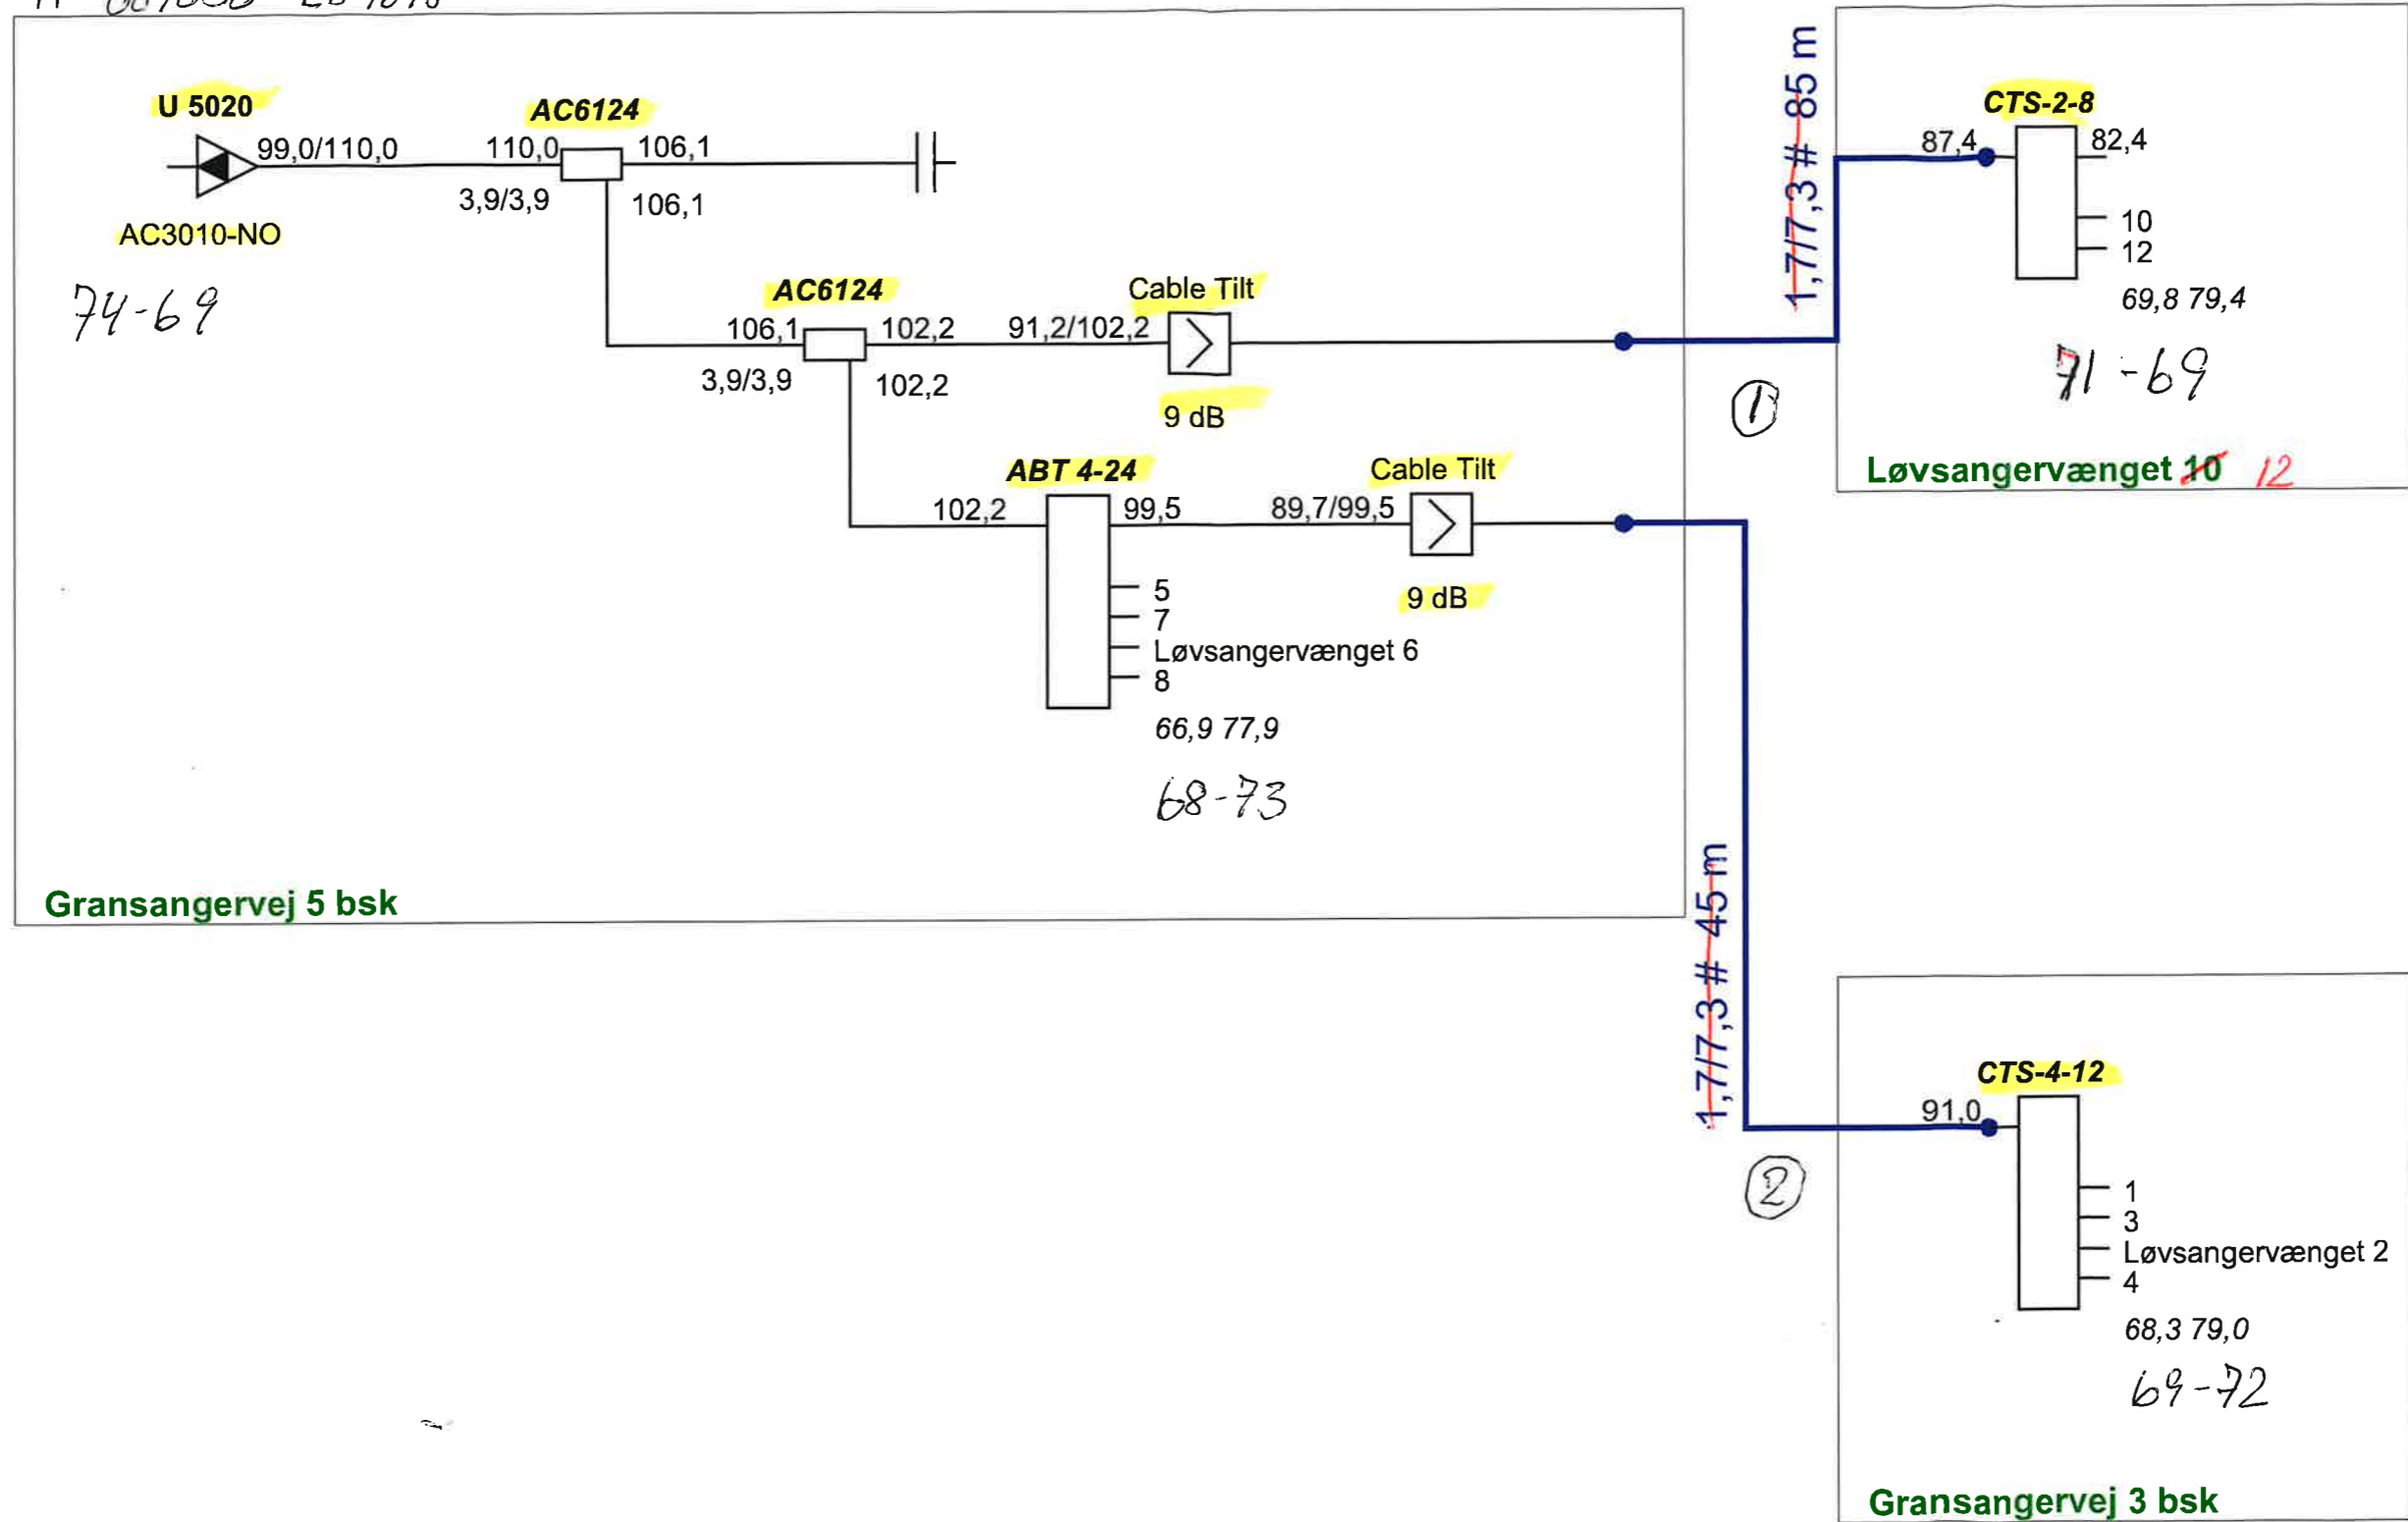 U 5020
99,0/110,0
AC3010-NO
74-69
AC6124
110,0
106,1
3,9/3,9
106,1
AC6124
106,1
102,2
3,9/3,9
102,2
91,2/102,2
Cable Tilt
9 dB
ABT 4-24
102,2
99,5
5
7
Løvsangervænget 6
8
66,9 77,9
68-73
89,7/99,5
Cable Tilt
9 dB
Gransangervej 5 bsk
1,7/7,3 # 85 m
1
CTS-2-8
87,4
82,4
10
12
69,8 79,4
71-69
Løvsangervænget 10 12
1,7/7,3 # 45 m
2
CTS-4-12
91,0
1
3
Løvsangervænget 2
4
68,3 79,0
69-72
Gransangervej 3 bsk